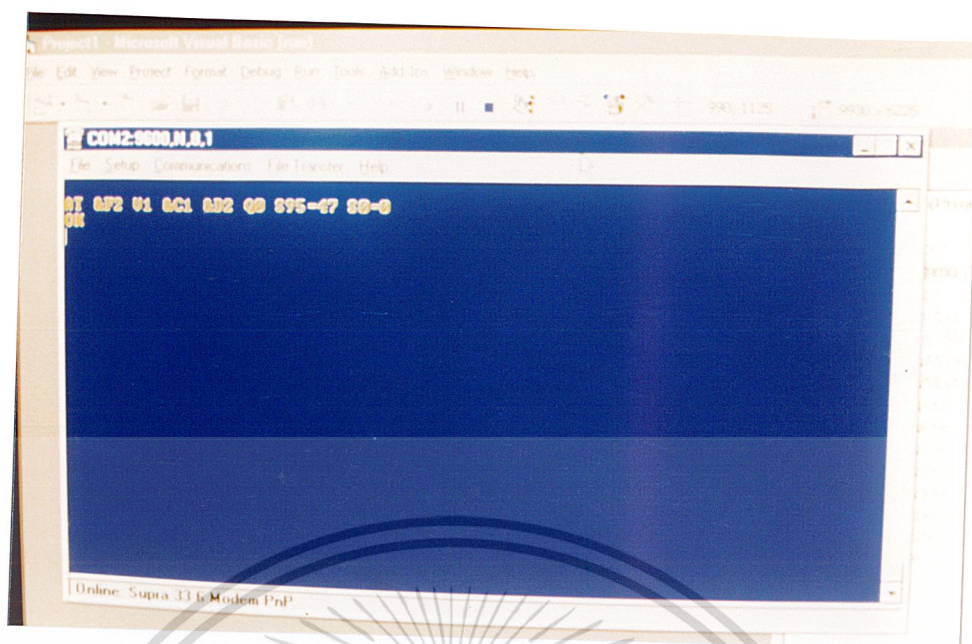 Project1 - Microsoft Visual Basic [run]
File Edit View Project Format Debug Run Tools Add-Ins Window Help
990, 1125
COM2:9600,N,8,1
File Setup Communications File Transfer Help
AT &F2 V1 &C1 &D2 Q0 S95=47 S0=0
OK
Online: Supra 33.6 Modem PnP